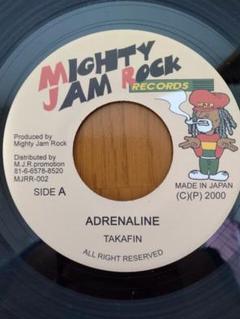 MIGHTY
JAM ROCK
RECORDS
Produced by
Mighty Jam Rock
Distributed by
M.J.R promotion
81-6-6578-8520
MJRR-002
SIDE A
MADE IN JAPAN
(C)(P) 2000
ADRENALINE
TAKAFIN
ALL RIGHT RESERVED